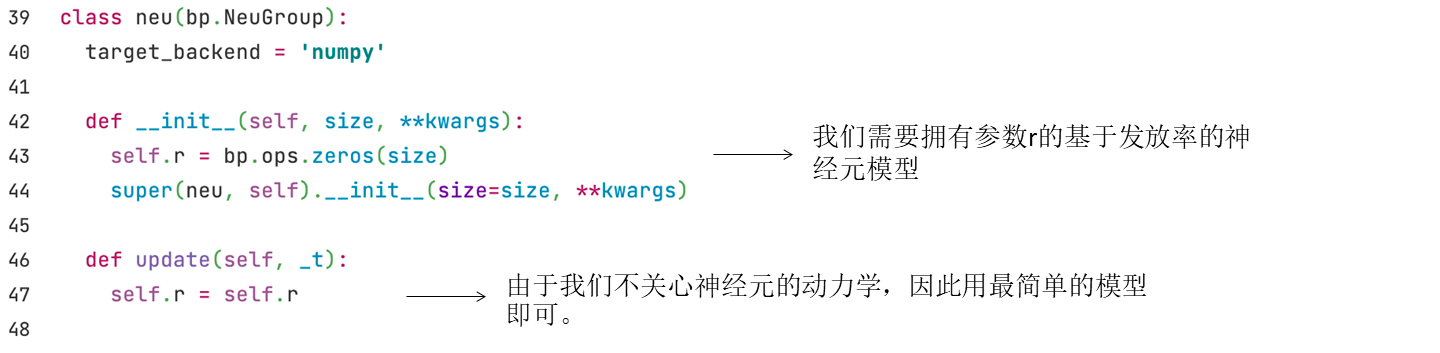 39 class neu(bp.NeuGroup):
40   target_backend = 'numpy'
41
42   def __init__(self, size, **kwargs):
43     self.r = bp.ops.zeros(size)
44     super(neu, self).__init__(size=size, **kwargs)
我们需要拥有参数r的基于发放率的神
经元模型
45
46   def update(self, _t):
47     self.r = self.r
由于我们不关心神经元的动力学，因此用最简单的模型
即可。
48